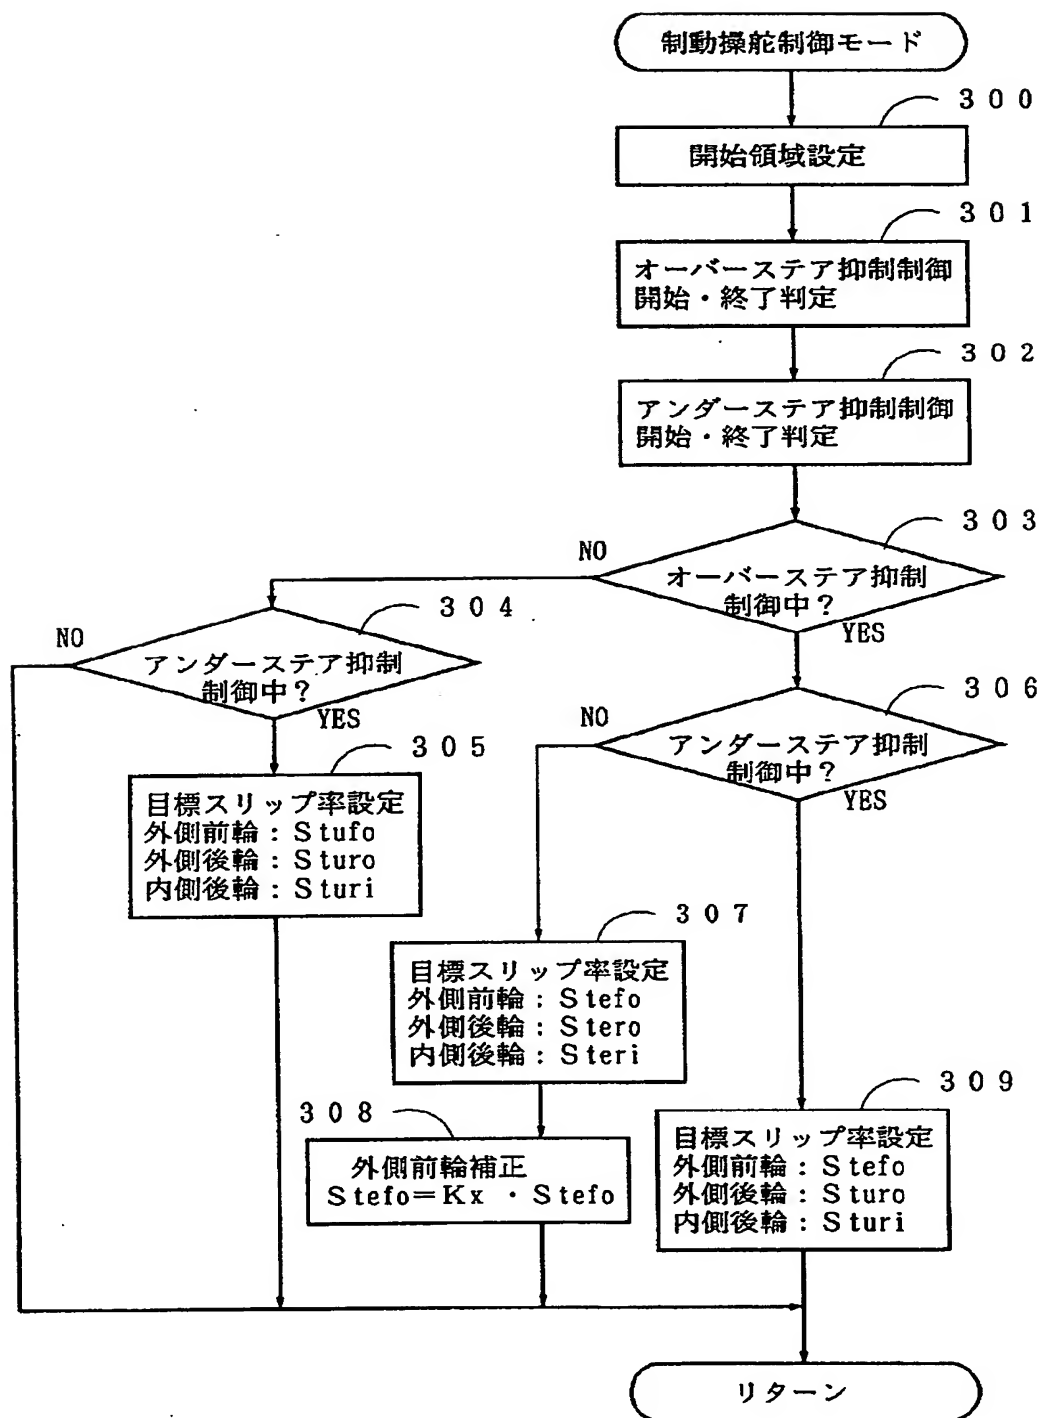 制動操舵制御モード
300
開始領域設定
301
オーバーステア抑制制御
開始・終了判定
302
アンダーステア抑制制御
開始・終了判定
303
NO
オーバーステア抑制
制御中?
YES
304
NO
アンダーステア抑制
制御中?
YES
306
NO
アンダーステア抑制
制御中?
YES
305
目標スリップ率設定
外側前輪:Stufo
外側後輪:Sturo
内側後輪:Sturi
307
目標スリップ率設定
外側前輪:Stefo
外側後輪:Stero
内側後輪:Steri
308
外側前輪補正
Stefo=Kx・Stefo
309
目標スリップ率設定
外側前輪:Stefo
外側後輪:Sturo
内側後輪:Sturi
リターン